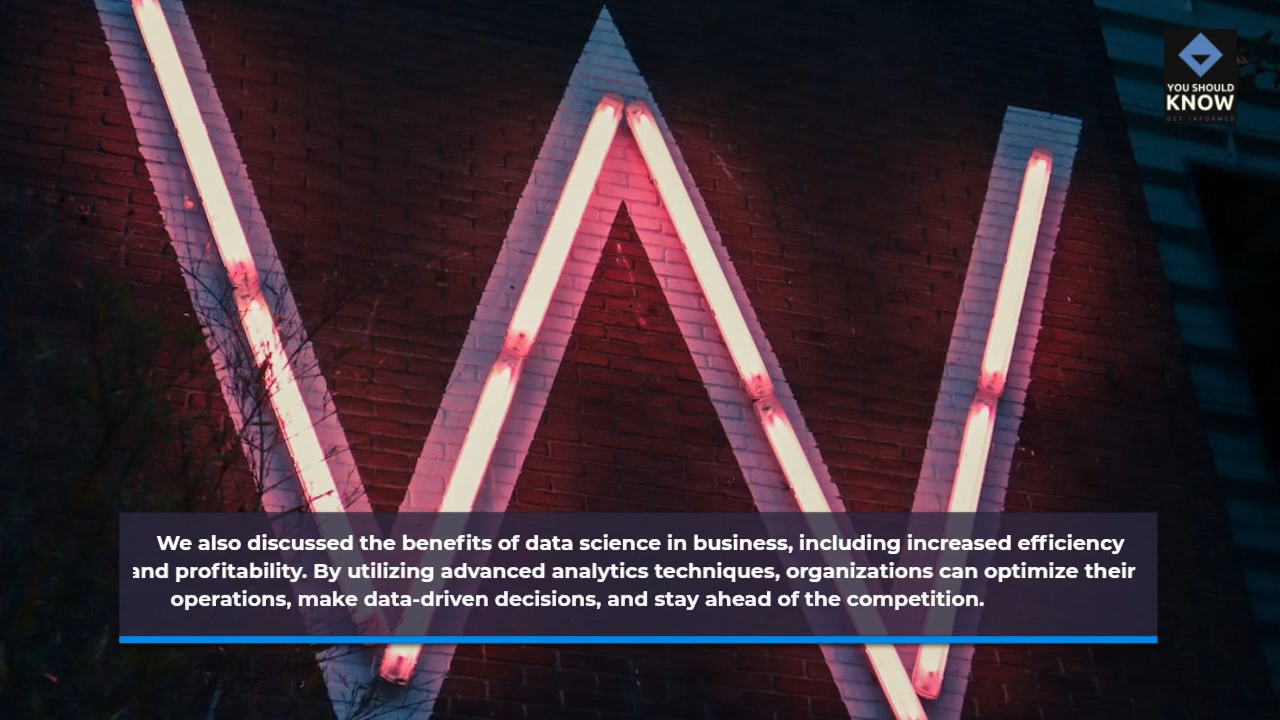 W
YOU SHOULD
KNOW
GET INFORMED
We also discussed the benefits of data science in business, including increased efficiency
and profitability. By utilizing advanced analytics techniques, organizations can optimize their
operations, make data-driven decisions, and stay ahead of the competition.